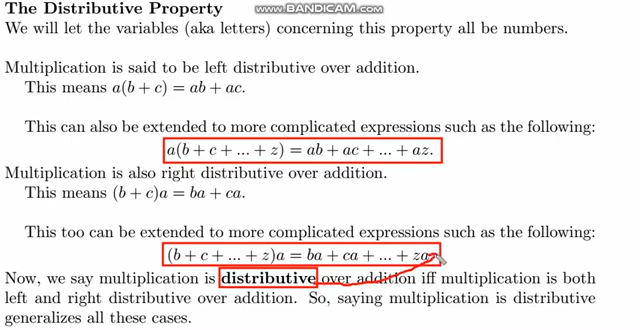 The Distributive Property
www.BANDICAM.com
We will let the variables (aka letters) concerning this property all be numbers.
Multiplication is said to be left distributive over addition.
This means a(b + c) = ab + ac.
This can also be extended to more complicated expressions such as the following:
a(b + c + ... + z) = ab + ac + ... + az.
Multiplication is also right distributive over addition.
This means (b + c)a = ba + ca.
This too can be extended to more complicated expressions such as the following:
(b + c + ... + z)a = ba + ca + ... + za
Now, we say multiplication is distributive over addition iff multiplication is both
left and right distributive over addition. So, saying multiplication is distributive
generalizes all these cases.